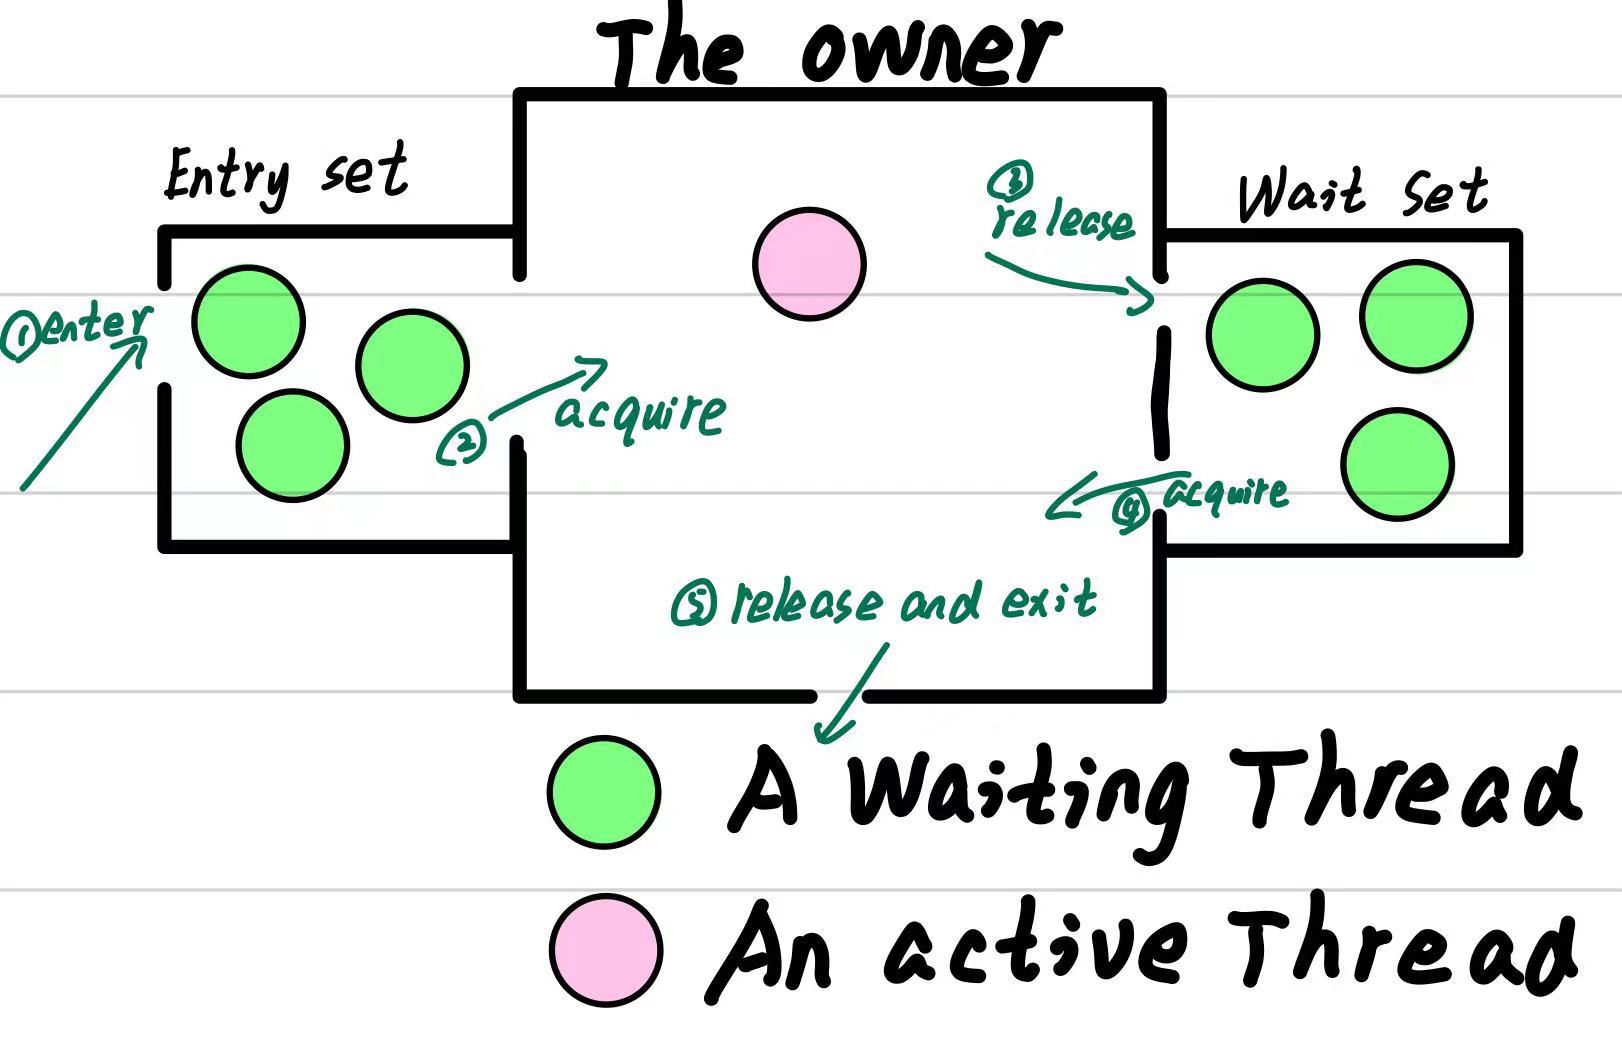 The owner
Entry set
Wait Set
① enter
② acquire
③
release
④ acquire
⑤ release and exit
A Waiting Thread
An active Thread